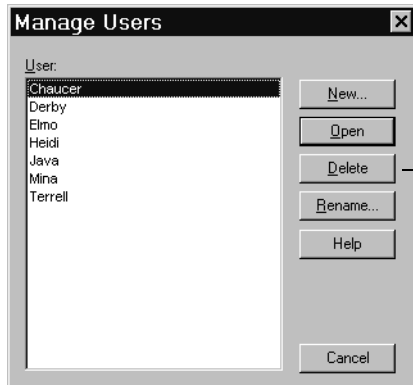 Manage Users
User:
Chaucer
Derby
Elmo
Heidi
Java
Mina
Terrell
New...
Open
Delete
Rename...
Help
Cancel